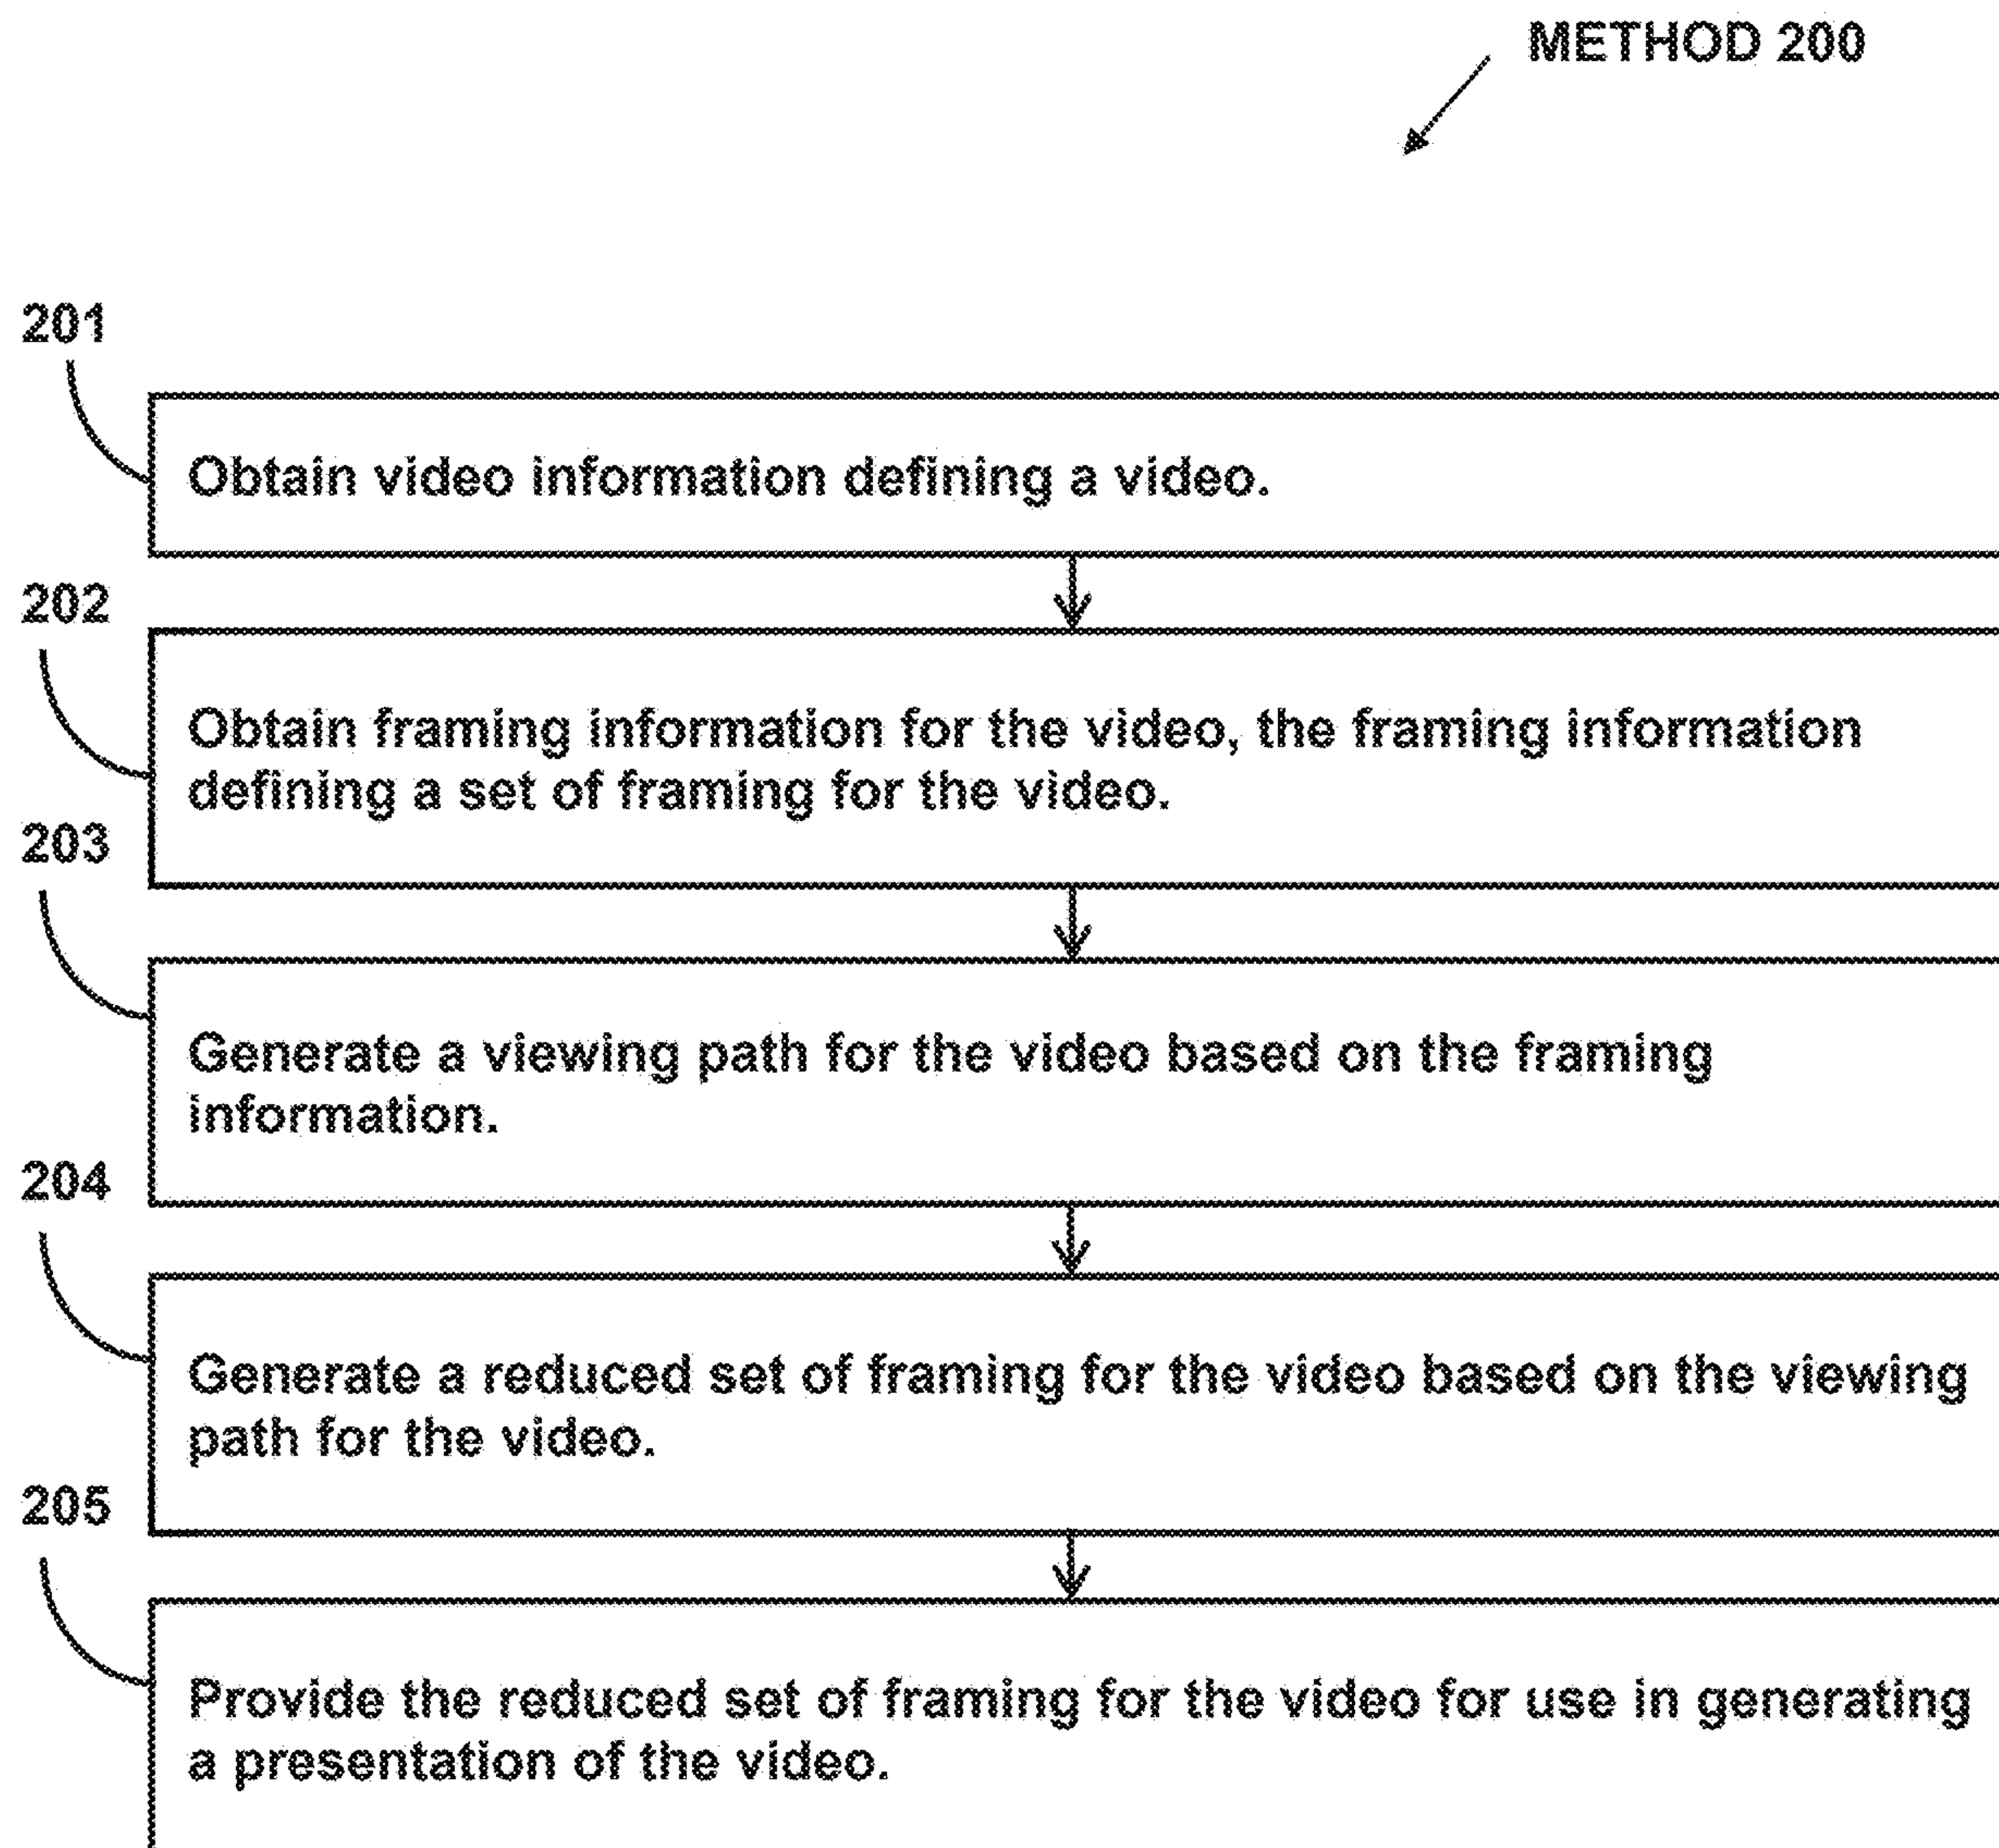 METHOD 200
201
Obtain video information defining a video.
202
Obtain framing information for the video, the framing information
defining a set of framing for the video.
203
Generate a viewing path for the video based on the framing
information.
204
Generate a reduced set of framing for the video based on the viewing
path for the video.
205
Provide the reduced set of framing for the video for use in generating
a presentation of the video.